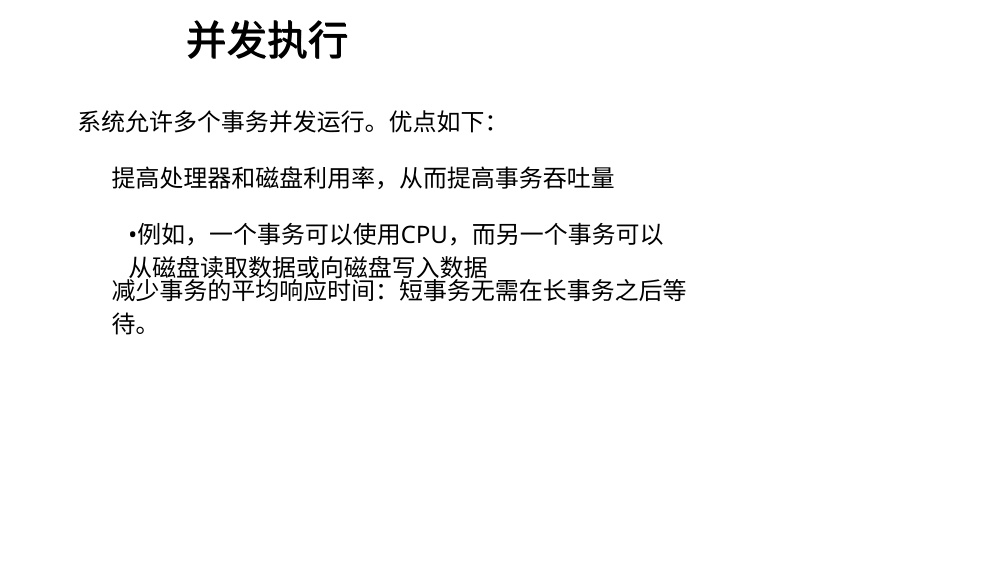 并发执行
系统允许多个事务并发运行。优点如下：
提高处理器和磁盘利用率，从而提高事务吞吐量
•例如，一个事务可以使用CPU，而另一个事务可以
从磁盘读取数据或向磁盘写入数据
减少事务的平均响应时间：短事务无需在长事务之后等
待。